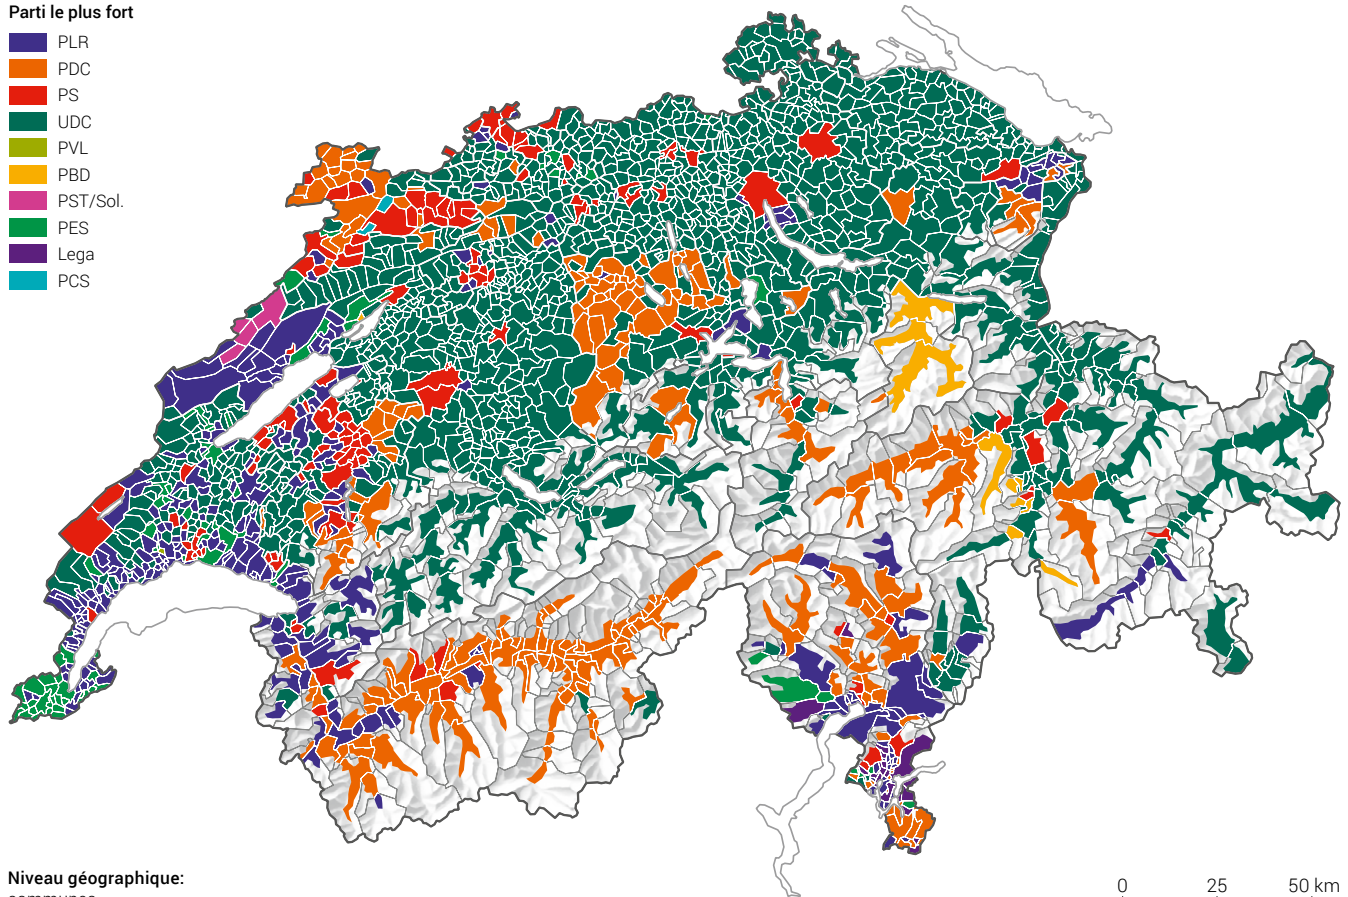 Parti le plus fort
PLR
PDC
PS
UDC
PVL
PBD
PST/Sol.
PES
Lega
PCS
Niveau géographique:
communes
0 25 50 km